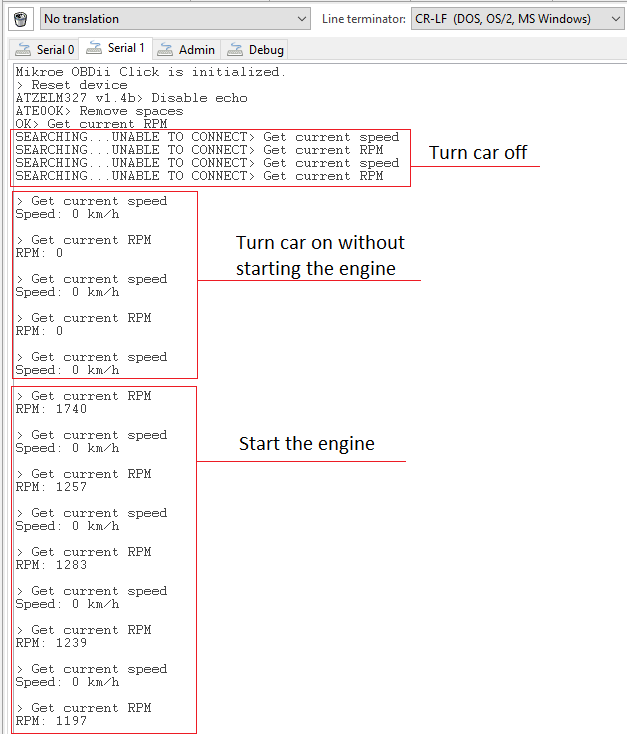 No translation
Line terminator: CR-LF (DOS, OS/2, MS Windows)
Serial 0 Serial 1 Admin Debug
Mikroe OBDii Click is initialized.
> Reset device
ATZELM327 v1.4b> Disable echo
ATE0OK> Remove spaces
OK> Get current RPM
SEARCHING...UNABLE TO CONNECT> Get current speed
SEARCHING...UNABLE TO CONNECT> Get current RPM
SEARCHING...UNABLE TO CONNECT> Get current speed
SEARCHING...UNABLE TO CONNECT> Get current RPM
Turn car off
> Get current speed
Speed: 0 km/h
> Get current RPM
RPM: 0
> Get current speed
Speed: 0 km/h
> Get current RPM
RPM: 0
> Get current speed
Speed: 0 km/h
Turn car on without
starting the engine
> Get current RPM
RPM: 1740
> Get current speed
Speed: 0 km/h
> Get current RPM
RPM: 1257
> Get current speed
Speed: 0 km/h
> Get current RPM
RPM: 1283
> Get current speed
Speed: 0 km/h
> Get current RPM
RPM: 1239
> Get current speed
Speed: 0 km/h
> Get current RPM
RPM: 1197
Start the engine